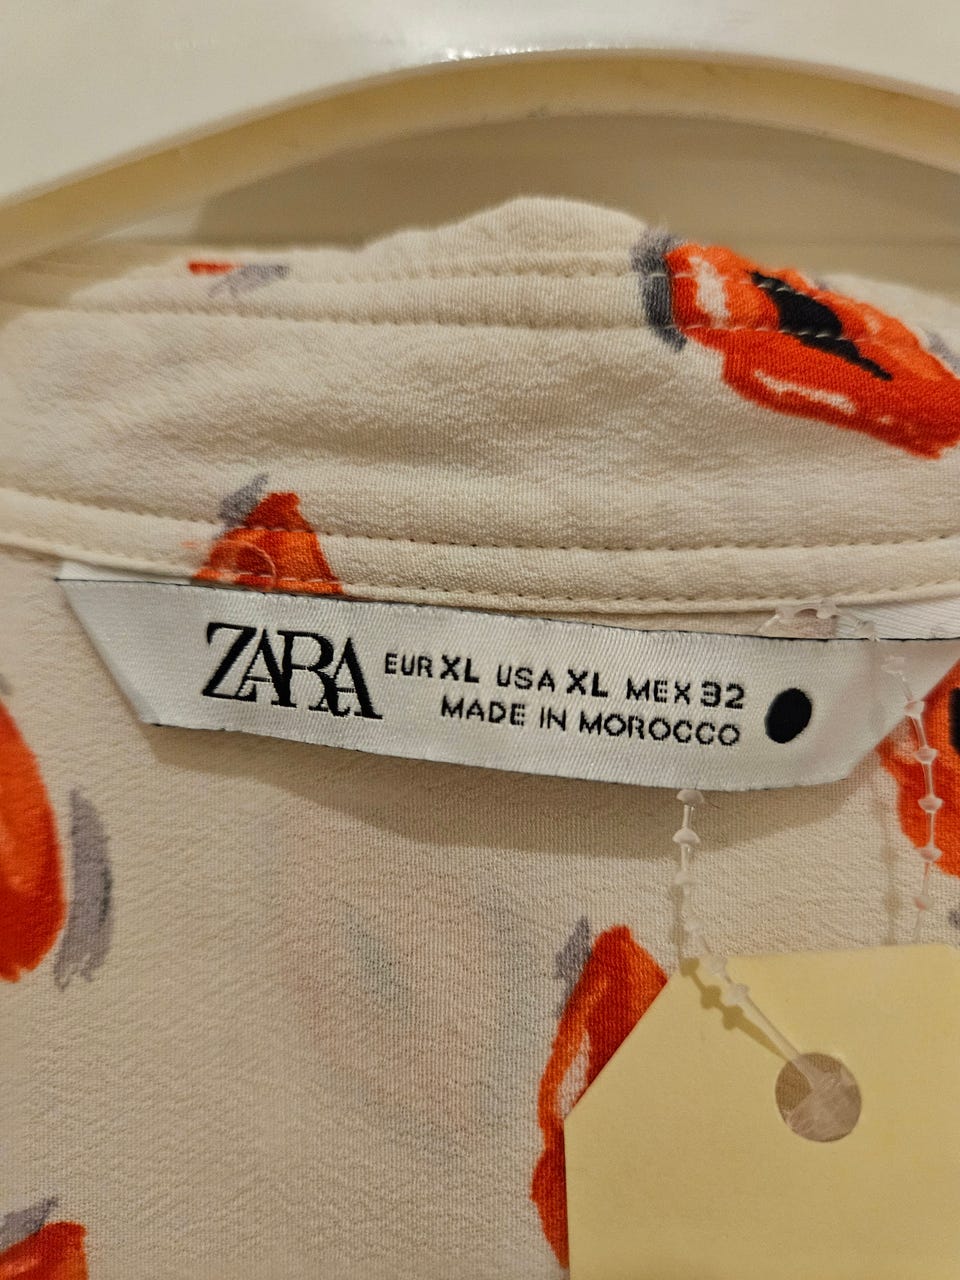 ZARA EUR XL USA XL MEX 32
MADE IN MOROCCO